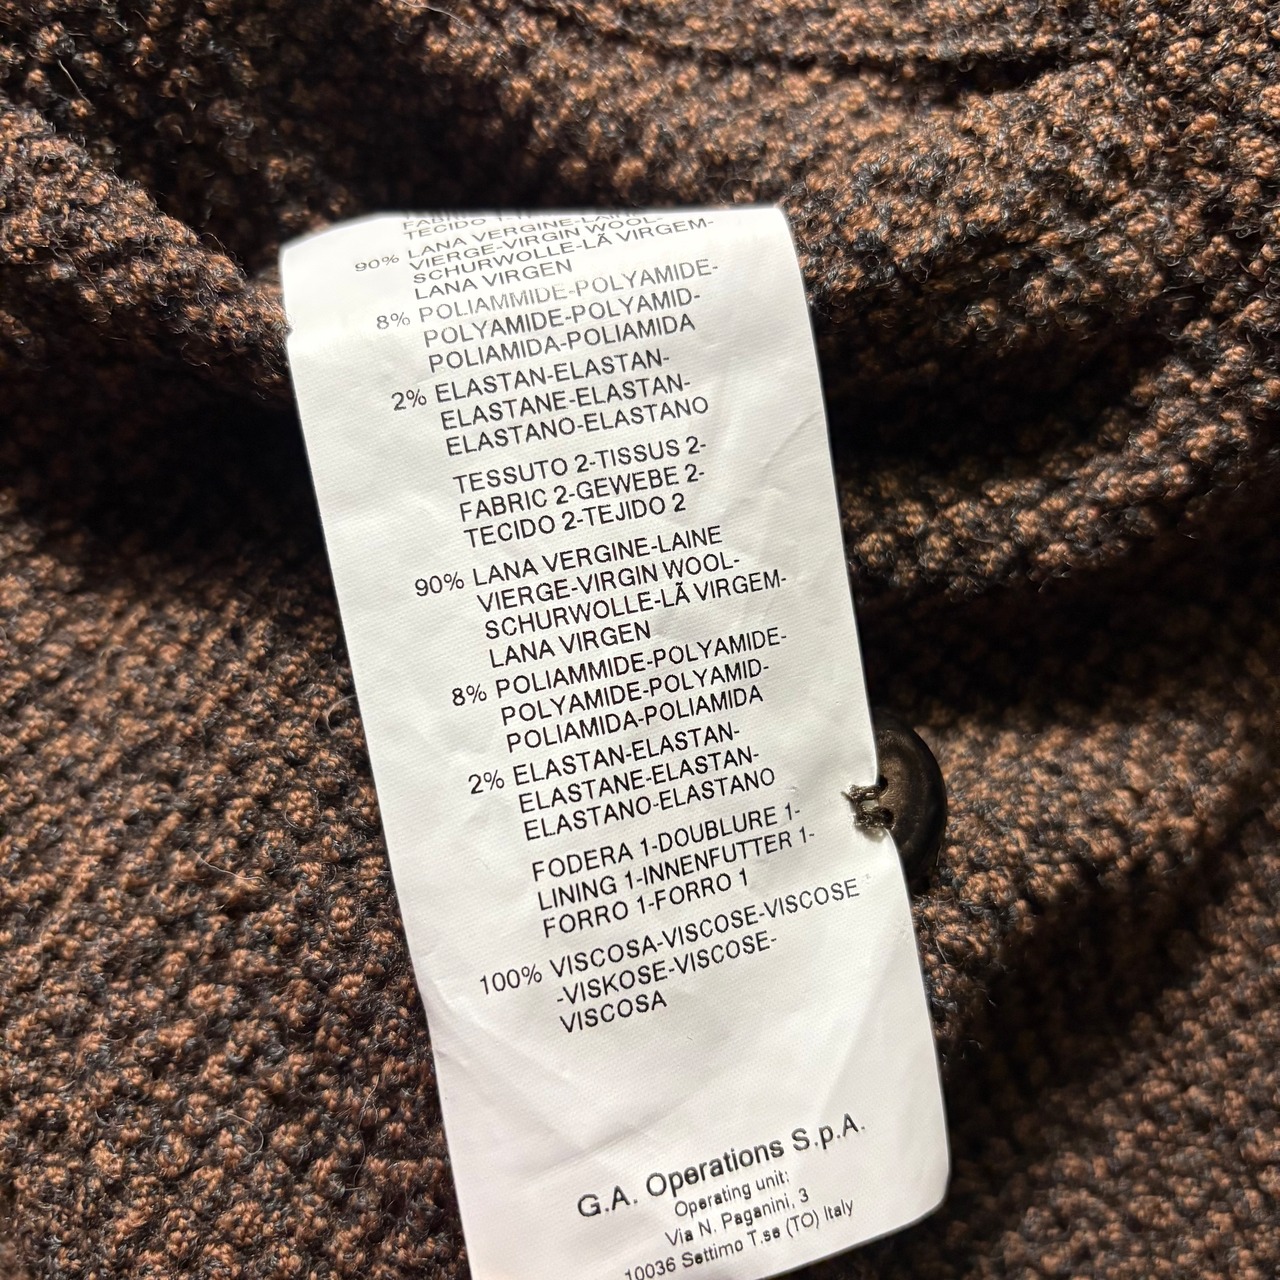 TECIDO 1-
90% LANA VERGINE-LAINE
VIERGE-VIRGIN WOOL-
SCHURWOLLE-LÃ VIRGEM-
LANA VIRGEN
8% POLIAMMIDE-POLYAMIDE-
POLYAMIDE-POLYAMID-
POLIAMIDA-POLIAMIDA
2% ELASTAN-ELASTAN-
ELASTANE-ELASTAN-
ELASTANO-ELASTANO
TESSUTO 2-TISSUS 2-
FABRIC 2-GEWEBE 2-
TECIDO 2-TEJIDO 2
90% LANA VERGINE-LAINE
VIERGE-VIRGIN WOOL-
SCHURWOLLE-LÃ VIRGEM-
LANA VIRGEN
8% POLIAMMIDE-POLYAMIDE-
POLYAMIDE-POLYAMID-
POLIAMIDA-POLIAMIDA
2% ELASTAN-ELASTAN-
ELASTANE-ELASTAN-
ELASTANO-ELASTANO
FODERA 1-DOUBLURE 1-
LINING 1-INNENFUTTER 1-
FORRO 1-FORRO 1
100% VISCOSA-VISCOSE-VISCOSE
-VISKOSE-VISCOSE-
VISCOSA
G.A. Operations S.p.A.
Operating unit:
Via N. Paganini, 3
10036 Settimo T.se (TO) Italy